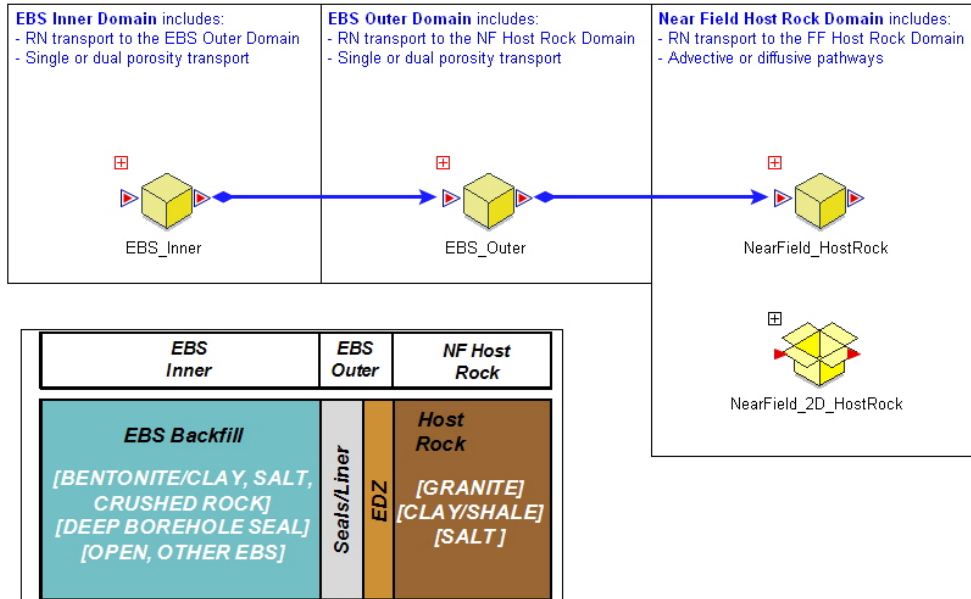 EBS Inner Domain includes:
- RN transport to the EBS Outer Domain
- Single or dual porosity transport
EBS Outer Domain includes:
- RN transport to the NF Host Rock Domain
- Single or dual porosity transport
Near Field Host Rock Domain includes:
- RN transport to the FF Host Rock Domain
- Advective or diffusive pathways
EBS_Inner
EBS_Outer
NearField_HostRock
NearField_2D_HostRock
EBS
Inner
EBS
Outer
NF Host
Rock
EBS Backfill
[BENTONITE/CLAY, SALT,
CRUSHED ROCK]
[DEEP BOREHOLE SEAL]
[OPEN, OTHER EBS]
Seals/Liner
EDZ
Host
Rock
[GRANITE]
[CLAY/SHALE]
[SALT]